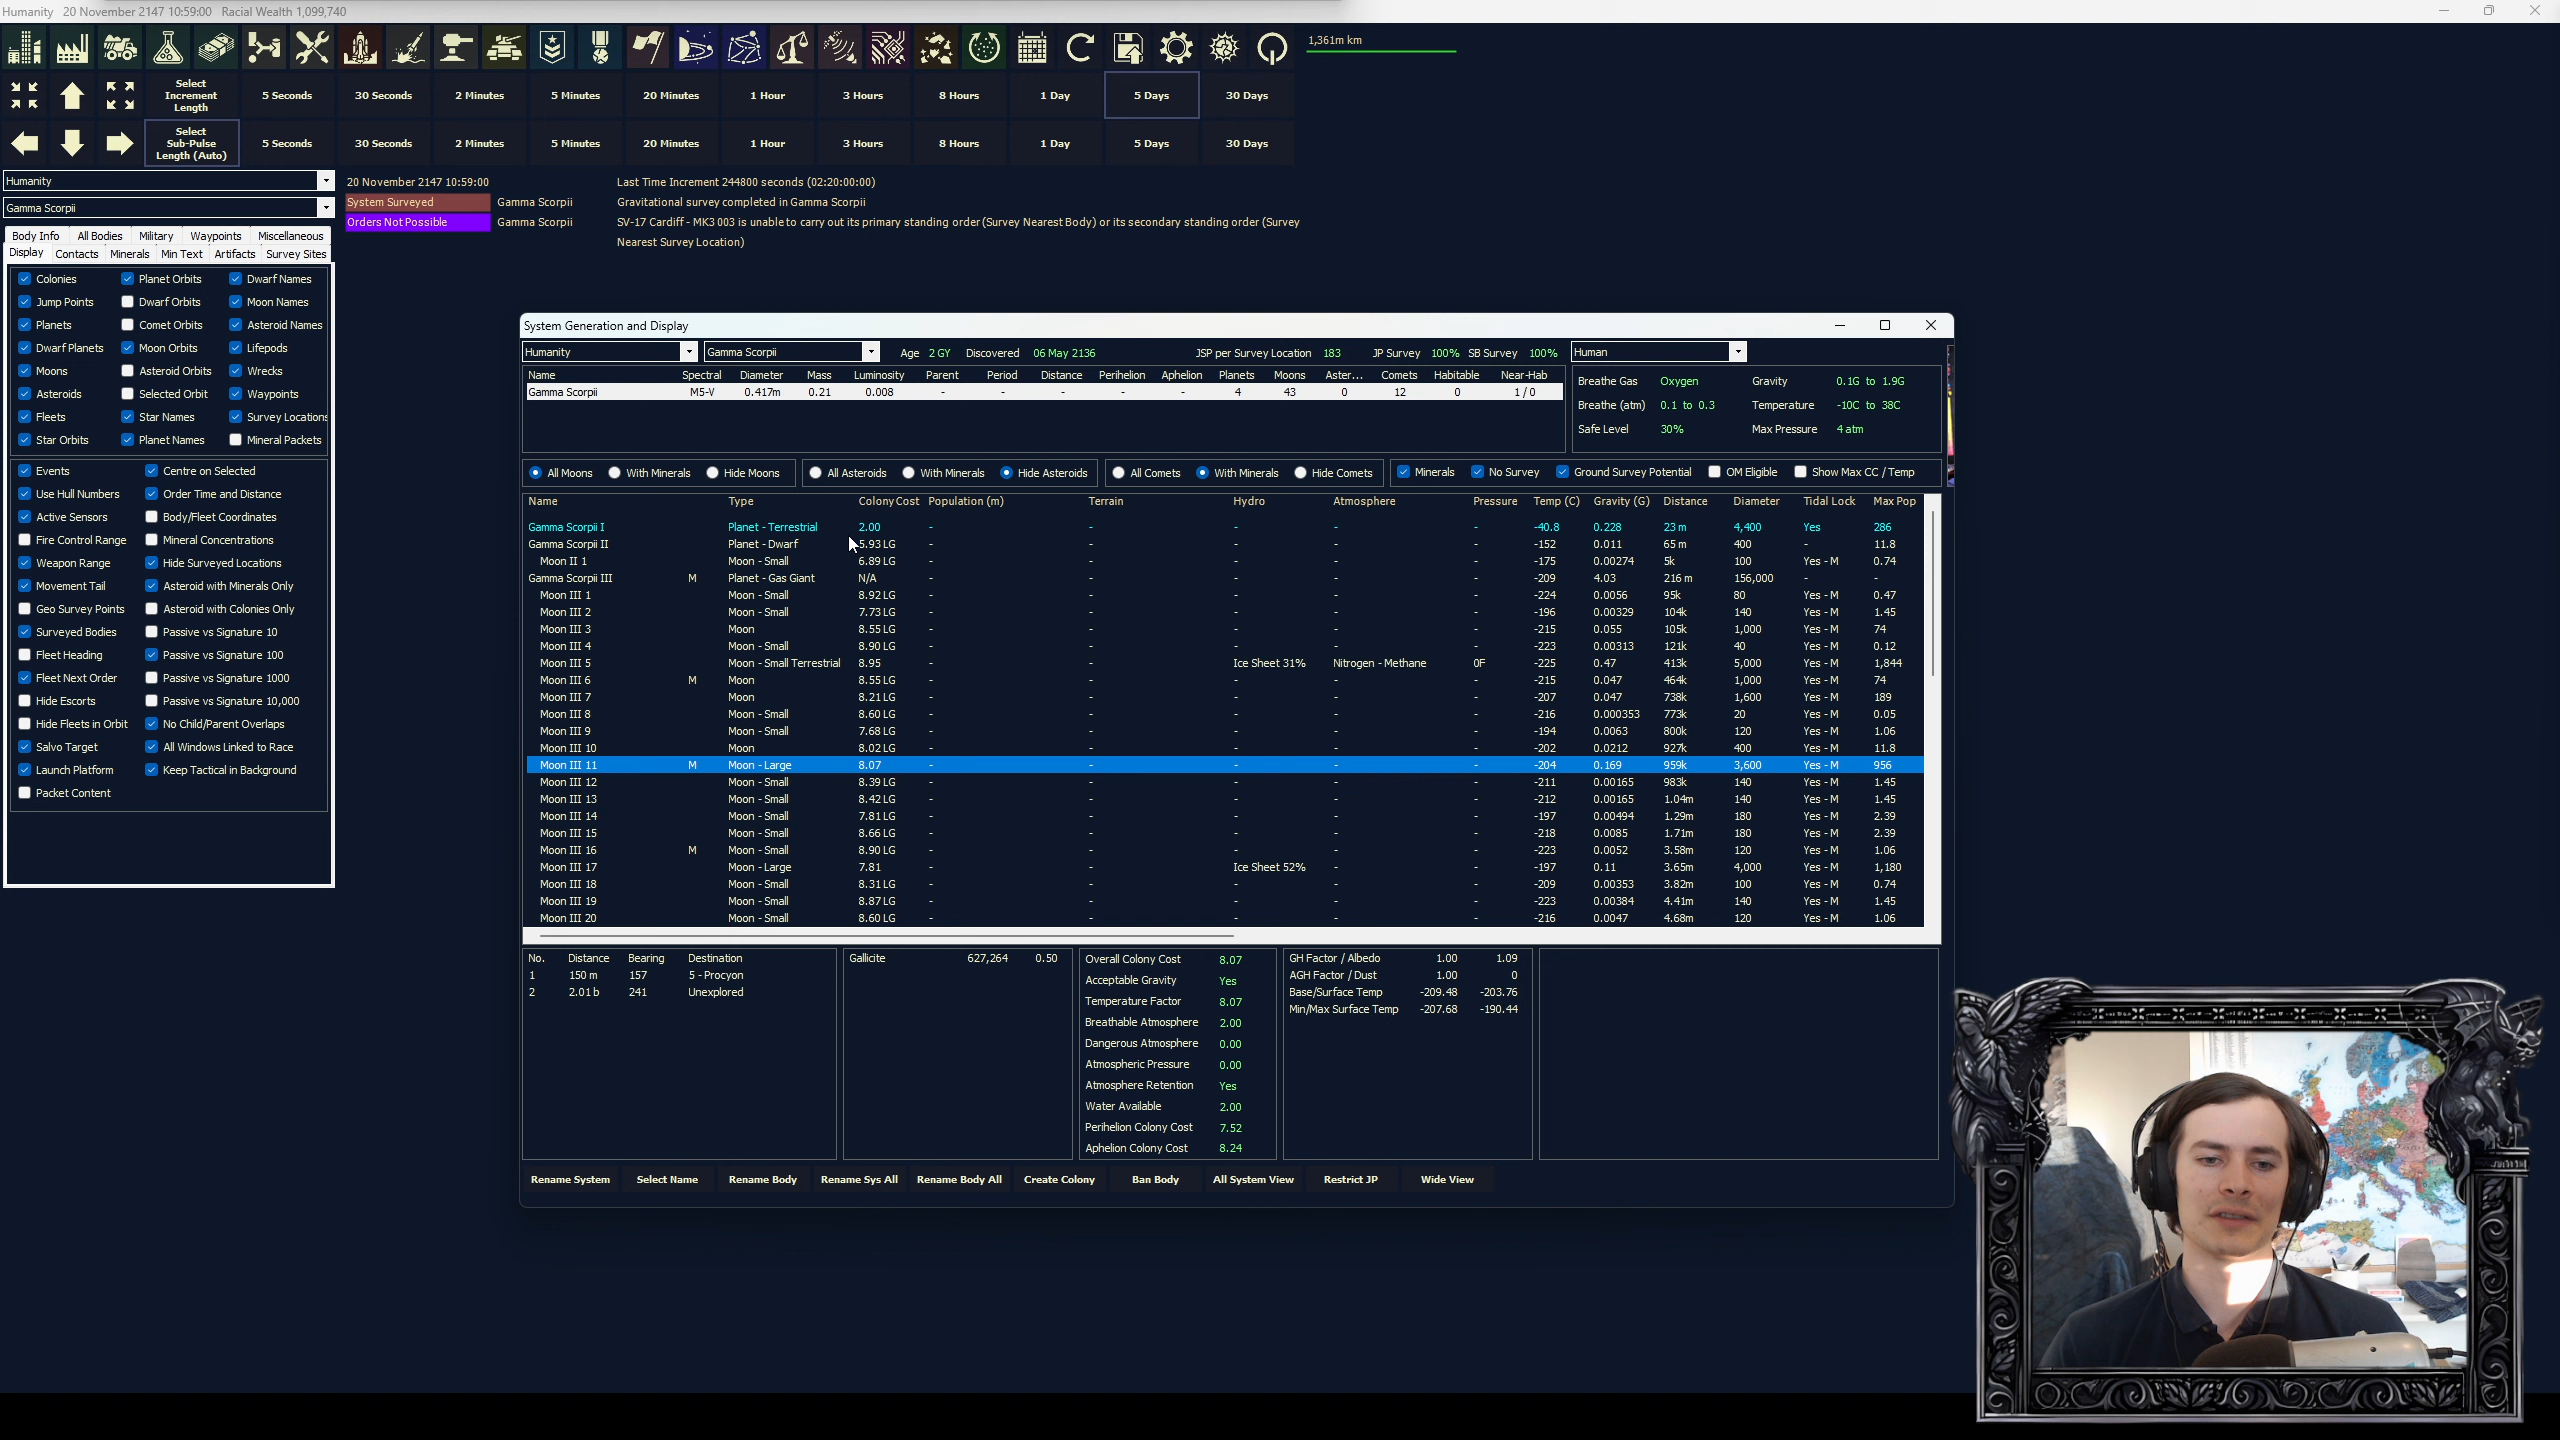 Humanity 20 November 2147 10:59:00 Racial Wealth 1,099,740
1,361m km
Select Increment Length 5 Seconds 30 Seconds 2 Minutes 5 Minutes 20 Minutes 1 Hour 3 Hours 8 Hours 1 Day 5 Days 30 Days
Select Sub-Pulse Length (Auto) 5 Seconds 30 Seconds 2 Minutes 5 Minutes 20 Minutes 1 Hour 3 Hours 8 Hours 1 Day 5 Days 30 Days
Humanity
Gamma Scorpii
20 November 2147 10:59:00 Last Time Increment 244800 seconds (02:20:00:00)
System Surveyed Gamma Scorpii Gravitational survey completed in Gamma Scorpii
Orders Not Possible Gamma Scorpii SV-17 Cardiff - MK3 003 is unable to carry out its primary standing order (Survey Nearest Body) or its secondary standing order (Survey
Nearest Survey Location)
Body Info All Bodies Military Waypoints Miscellaneous
Display Contacts Minerals Min Text Artifacts Survey Sites
Colonies Planet Orbits Dwarf Names
Jump Points Dwarf Orbits Moon Names
Planets Comet Orbits Asteroid Names
Dwarf Planets Moon Orbits Lifepods
Moons Asteroid Orbits Wrecks
Asteroids Selected Orbit Waypoints
Fleets Star Names Survey Locations
Star Orbits Planet Names Mineral Packets
Events Centre on Selected
Use Hull Numbers Order Time and Distance
Active Sensors Body/Fleet Coordinates
Fire Control Range Mineral Concentrations
Weapon Range Hide Surveyed Locations
Movement Tail Asteroid with Minerals Only
Geo Survey Points Asteroid with Colonies Only
Surveyed Bodies Passive vs Signature 10
Fleet Heading Passive vs Signature 100
Fleet Next Order Passive vs Signature 1000
Hide Escorts Passive vs Signature 10,000
Hide Fleets in Orbit No Child/Parent Overlaps
Salvo Target All Windows Linked to Race
Launch Platform Keep Tactical in Background
Packet Content
System Generation and Display
Humanity Gamma Scorpii Age 2 GY Discovered 06 May 2136 JSP per Survey Location 183 JP Survey 100% SB Survey 100% Human
Name Spectral Diameter Mass Luminosity Parent Period Distance Perihelion Aphelion Planets Moons Aster... Comets Habitable Near-Hab
Gamma Scorpii M5-V 0.417m 0.21 0.008 - - - - - 4 43 0 12 0 1 / 0
Breathe Gas Oxygen Gravity 0.1G to 1.9G
Breathe (atm) 0.1 to 0.3 Temperature -10C to 38C
Safe Level 30% Max Pressure 4 atm
All Moons With Minerals Hide Moons All Asteroids With Minerals Hide Asteroids All Comets With Minerals Hide Comets Minerals No Survey Ground Survey Potential OM Eligible Show Max CC / Temp
Name Type Colony Cost Population (m) Terrain Hydro Atmosphere Pressure Temp (C) Gravity (G) Distance Diameter Tidal Lock Max Pop
Gamma Scorpii I Planet - Terrestrial 2.00 - - - - - -40.8 0.228 23 m 4,400 Yes 286
Gamma Scorpii II Planet - Dwarf 5.93 LG - - - - - -152 0.011 65 m 400 - 11.8
Moon II 1 Moon - Small 6.89 LG - - - - - -175 0.00274 5k 100 Yes - M 0.74
Gamma Scorpii III M Planet - Gas Giant N/A - - - - - -209 4.03 216 m 156,000 - -
Moon III 1 Moon - Small 8.92 LG - - - - - -224 0.0056 95k 80 Yes - M 0.47
Moon III 2 Moon - Small 7.73 LG - - - - - -196 0.00329 104k 140 Yes - M 1.45
Moon III 3 Moon 8.55 LG - - - - - -215 0.055 105k 1,000 Yes - M 74
Moon III 4 Moon - Small 8.90 LG - - - - - -223 0.00313 121k 40 Yes - M 0.12
Moon III 5 Moon - Small Terrestrial 8.95 - - Ice Sheet 31% Nitrogen - Methane 0F -225 0.47 413k 5,000 Yes - M 1,844
Moon III 6 M Moon 8.55 LG - - - - - -215 0.047 464k 1,000 Yes - M 74
Moon III 7 Moon 8.21 LG - - - - - -207 0.047 738k 1,600 Yes - M 189
Moon III 8 Moon - Small 8.60 LG - - - - - -216 0.000353 773k 20 Yes - M 0.05
Moon III 9 Moon - Small 7.68 LG - - - - - -194 0.0063 800k 120 Yes - M 1.06
Moon III 10 Moon 8.02 LG - - - - - -202 0.0212 927k 400 Yes - M 11.8
Moon III 11 M Moon - Large 8.07 - - - - - -204 0.169 959k 3,600 Yes - M 956
Moon III 12 Moon - Small 8.39 LG - - - - - -211 0.00165 983k 140 Yes - M 1.45
Moon III 13 Moon - Small 8.42 LG - - - - - -212 0.00165 1.04m 140 Yes - M 1.45
Moon III 14 Moon - Small 7.81 LG - - - - - -197 0.00494 1.29m 180 Yes - M 2.39
Moon III 15 Moon - Small 8.66 LG - - - - - -218 0.0085 1.71m 180 Yes - M 2.39
Moon III 16 M Moon - Small 8.90 LG - - - - - -223 0.0052 3.58m 120 Yes - M 1.06
Moon III 17 Moon - Large 7.81 - - Ice Sheet 52% - - -197 0.11 3.65m 4,000 Yes - M 1,180
Moon III 18 Moon - Small 8.31 LG - - - - - -209 0.00353 3.82m 100 Yes - M 0.74
Moon III 19 Moon - Small 8.87 LG - - - - - -223 0.00384 4.41m 140 Yes - M 1.45
Moon III 20 Moon - Small 8.60 LG - - - - - -216 0.0047 4.68m 120 Yes - M 1.06
No. Distance Bearing Destination
1 150 m 157 5 - Procyon
2 2.01 b 241 Unexplored
Gallicite 627,264 0.50
Overall Colony Cost 8.07
Acceptable Gravity Yes
Temperature Factor 8.07
Breathable Atmosphere 2.00
Dangerous Atmosphere 0.00
Atmospheric Pressure 0.00
Atmosphere Retention Yes
Water Available 2.00
Perihelion Colony Cost 7.52
Aphelion Colony Cost 8.24
GH Factor / Albedo 1.00 1.09
AGH Factor / Dust 1.00 0
Base/Surface Temp -209.48 -203.76
Min/Max Surface Temp -207.68 -190.44
Rename System Select Name Rename Body Rename Sys All Rename Body All Create Colony Ban Body All System View Restrict JP Wide View